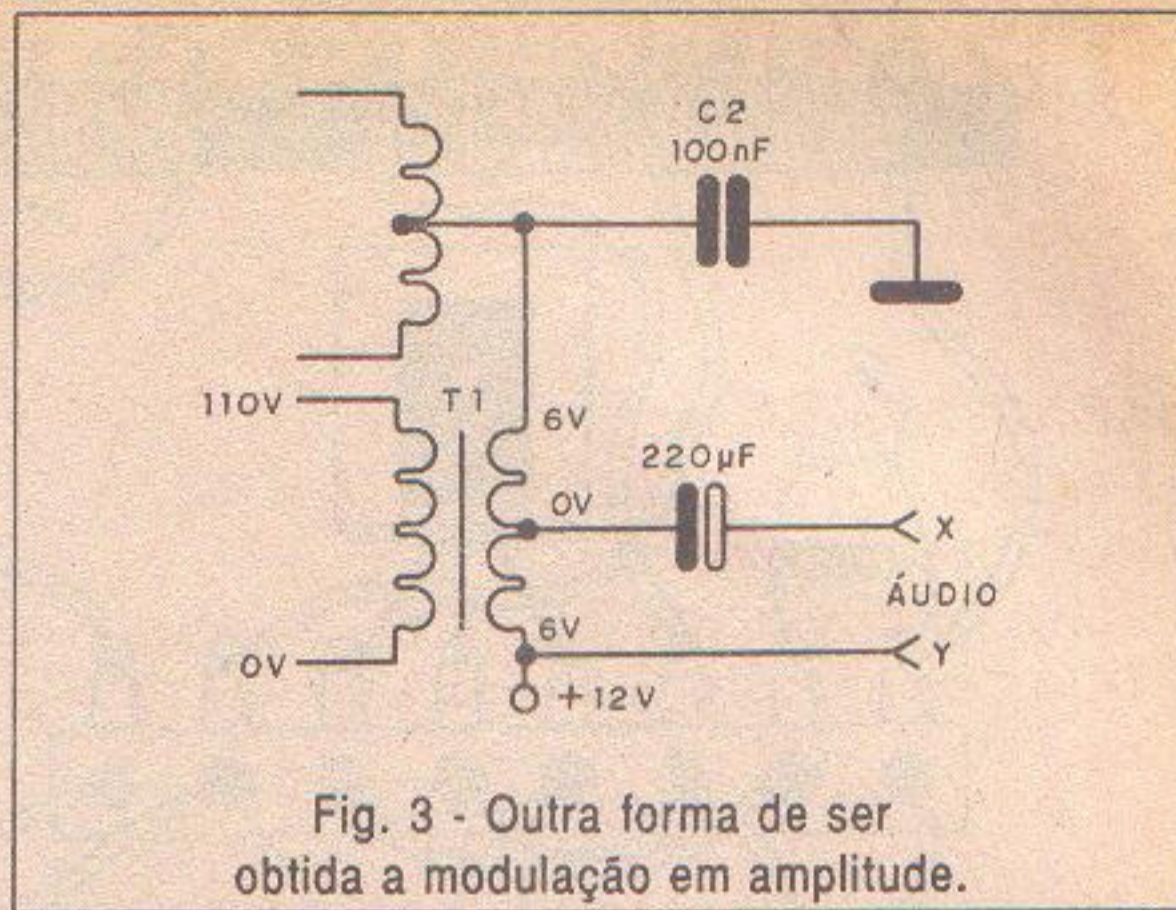 C2
100nF
110V
T1
6V
220µF
0V
X
ÁUDIO
6V
Y
0V
+12V
Fig. 3 - Outra forma de ser
obtida a modulação em amplitude.